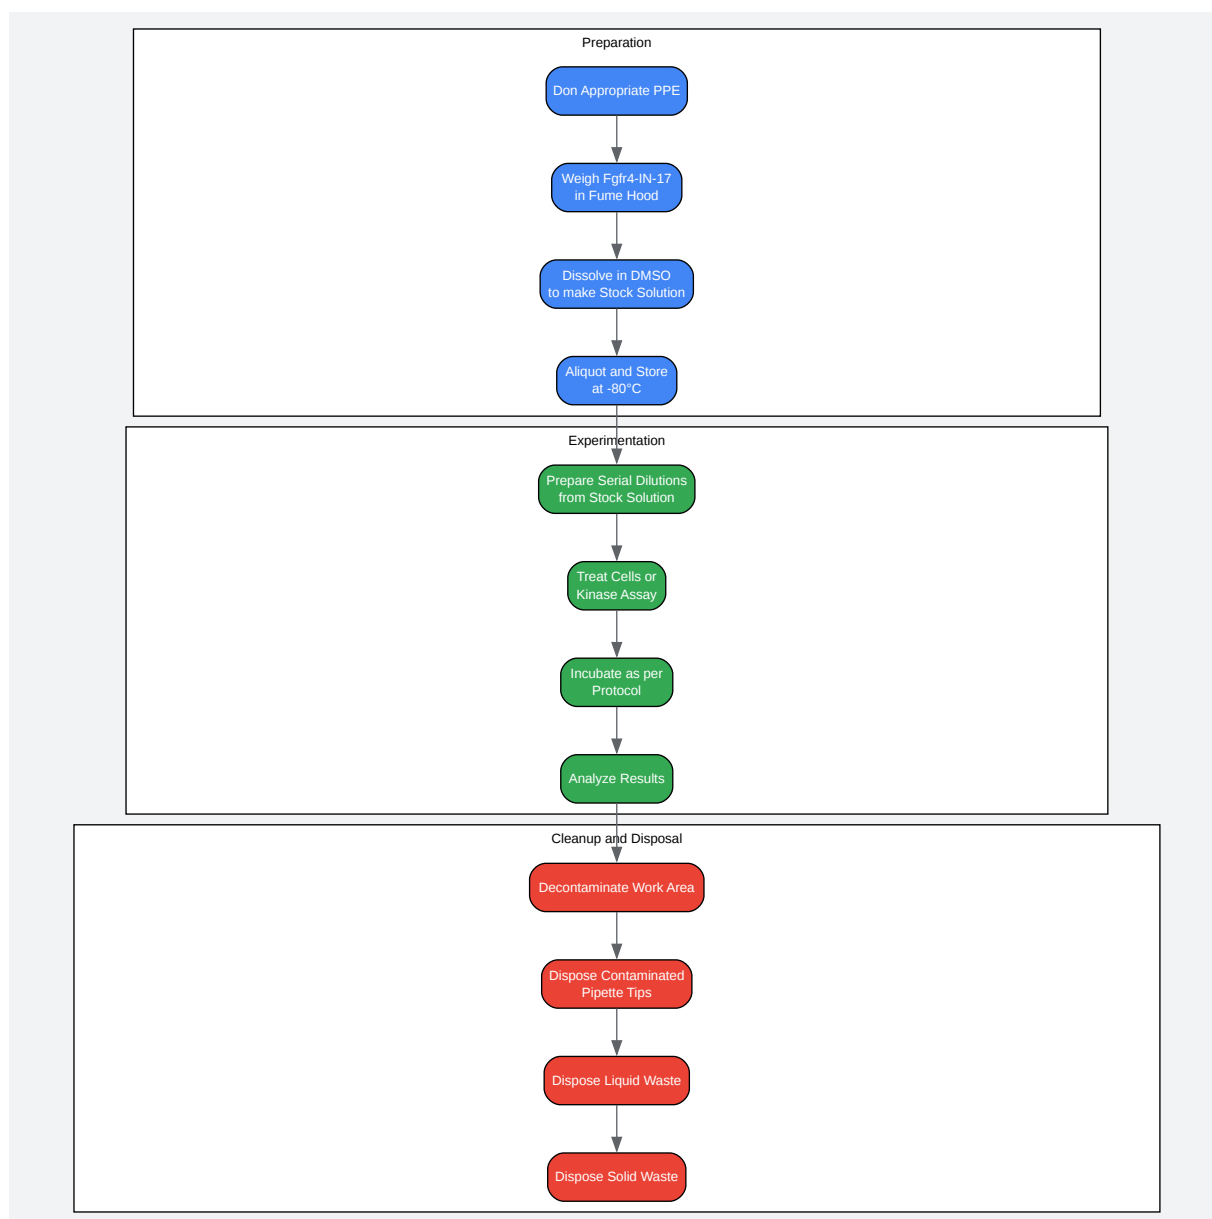 Preparation
Don Appropriate PPE
Weigh Fgfr4-IN-17
in Fume Hood
Dissolve in DMSO
to make Stock Solution
Aliquot and Store
at -80°C
Experimentation
Prepare Serial Dilutions
from Stock Solution
Treat Cells or
Kinase Assay
Incubate as per
Protocol
Analyze Results
Cleanup and Disposal
Decontaminate Work Area
Dispose Contaminated
Pipette Tips
Dispose Liquid Waste
Dispose Solid Waste